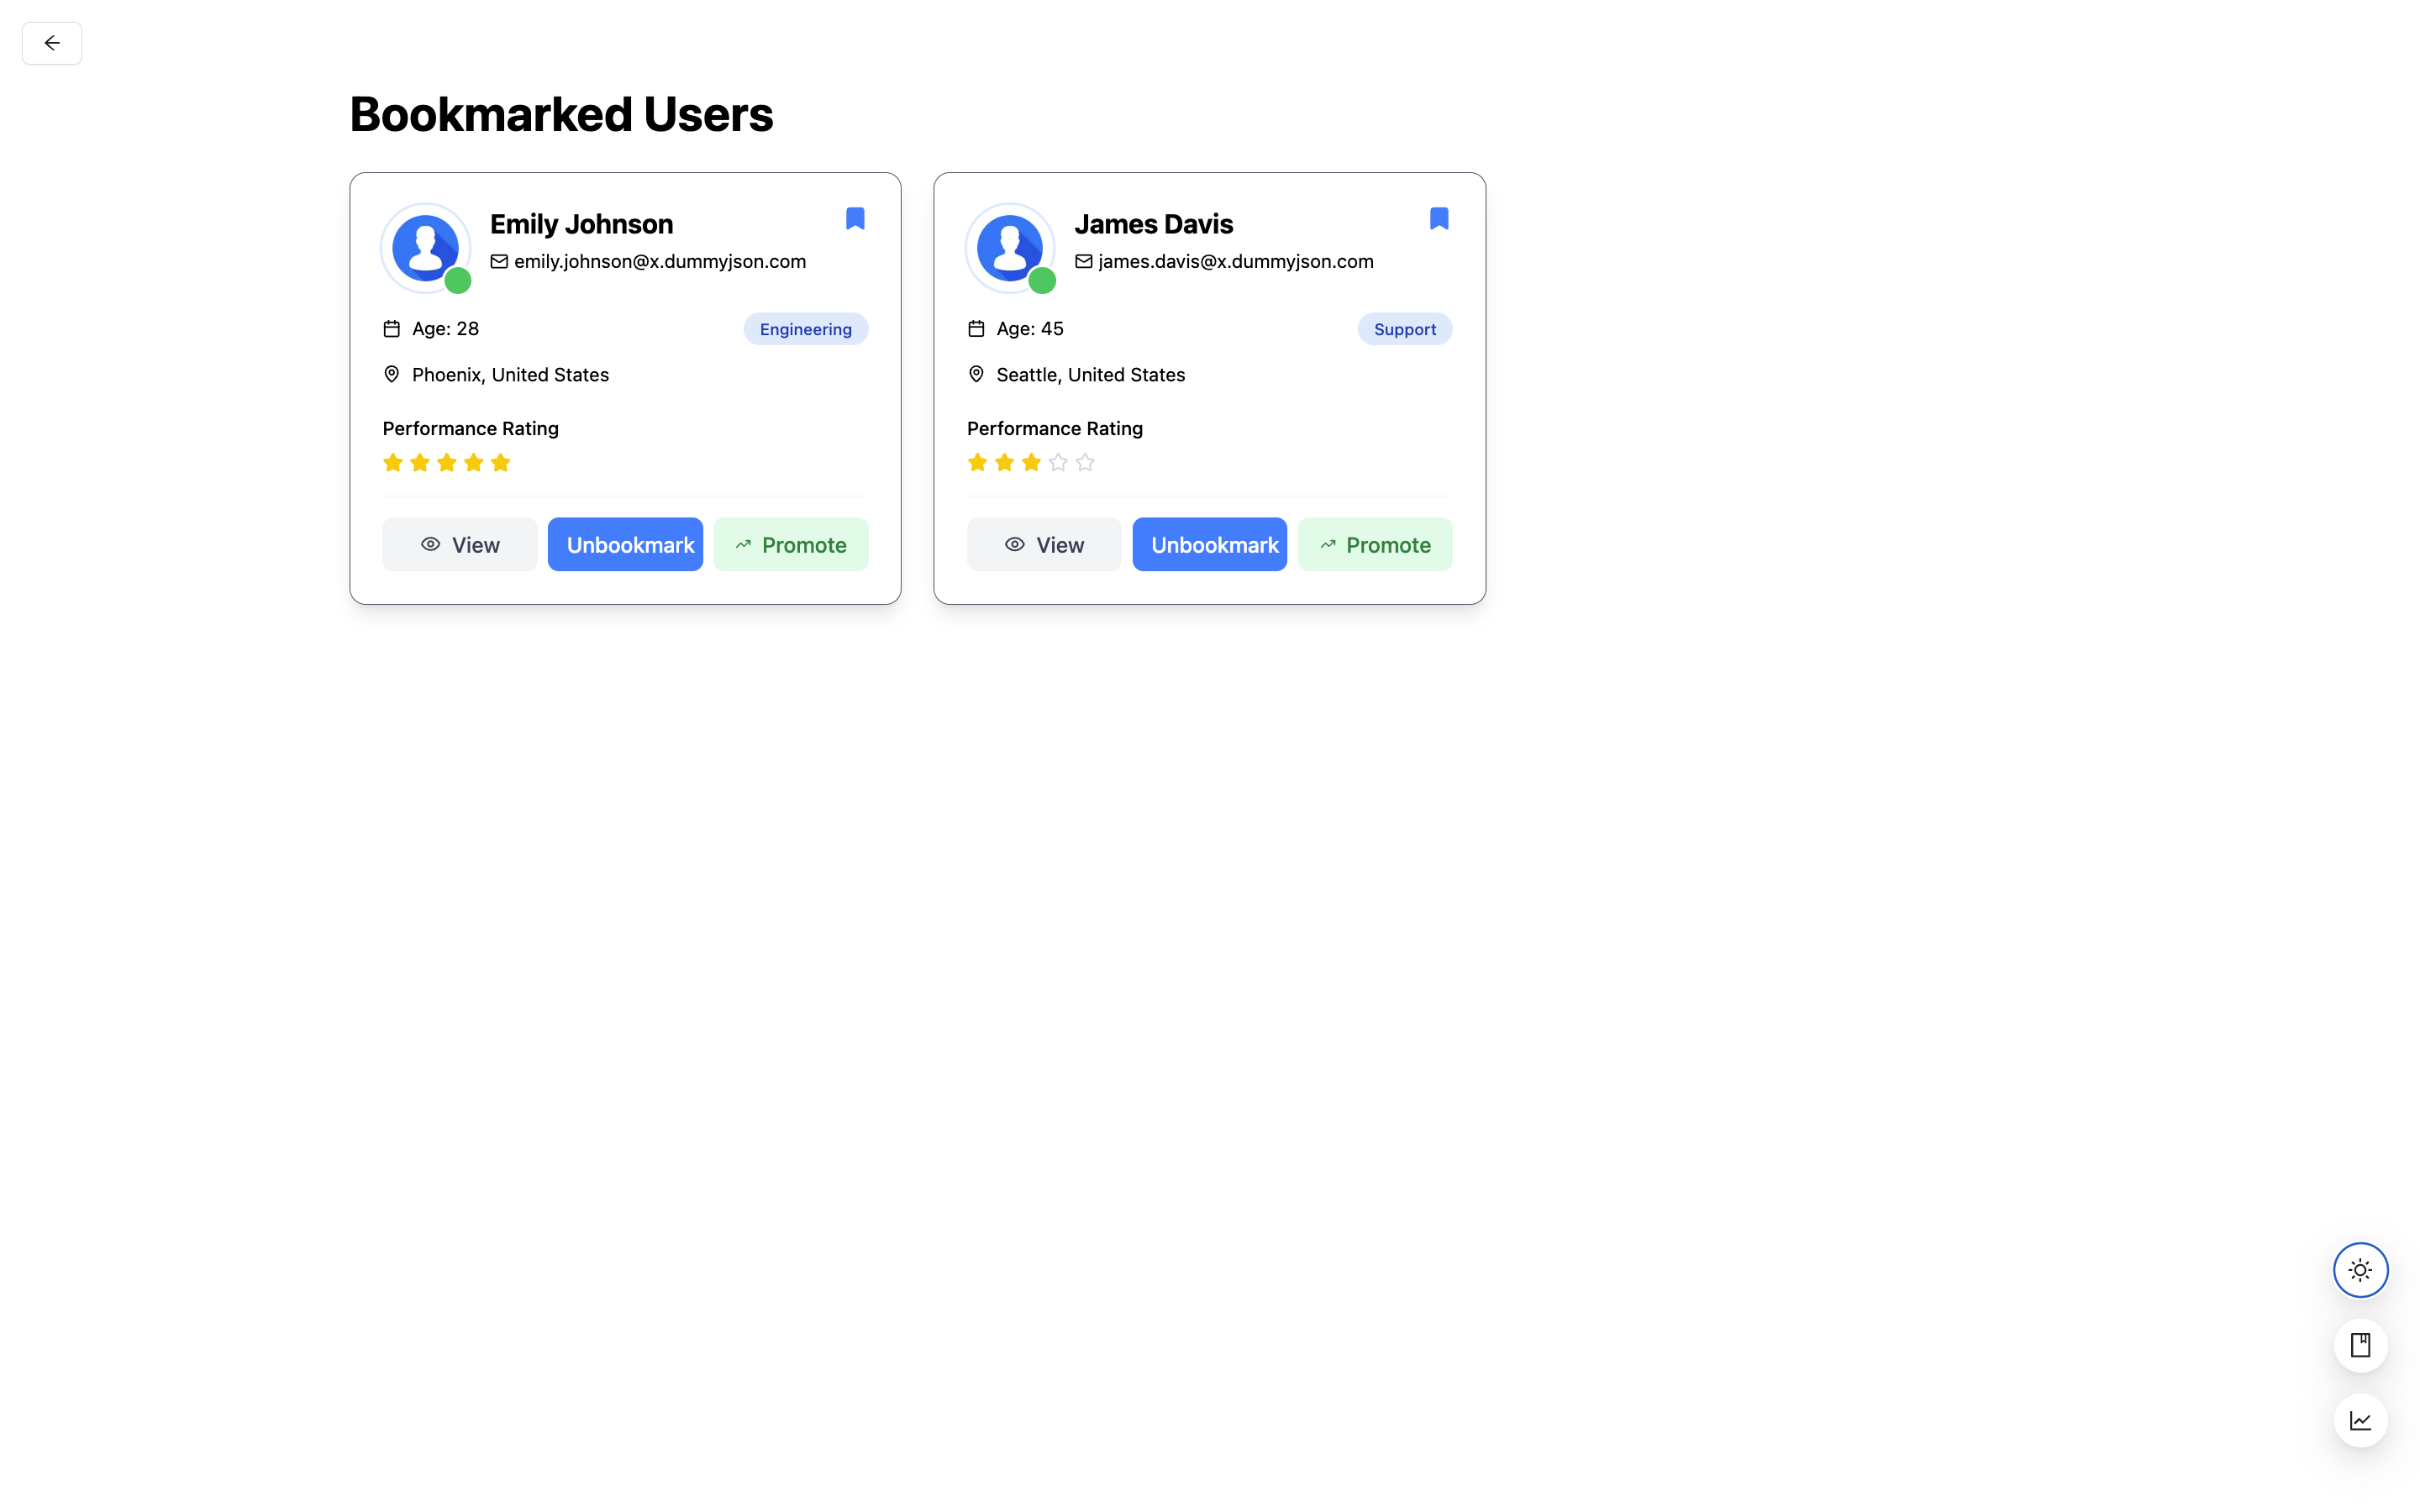 Bookmarked Users
Emily Johnson
emily.johnson@x.dummyjson.com
Age: 28
Engineering
Phoenix, United States
Performance Rating
View
Unbookmark
Promote
James Davis
james.davis@x.dummyjson.com
Age: 45
Support
Seattle, United States
Performance Rating
View
Unbookmark
Promote